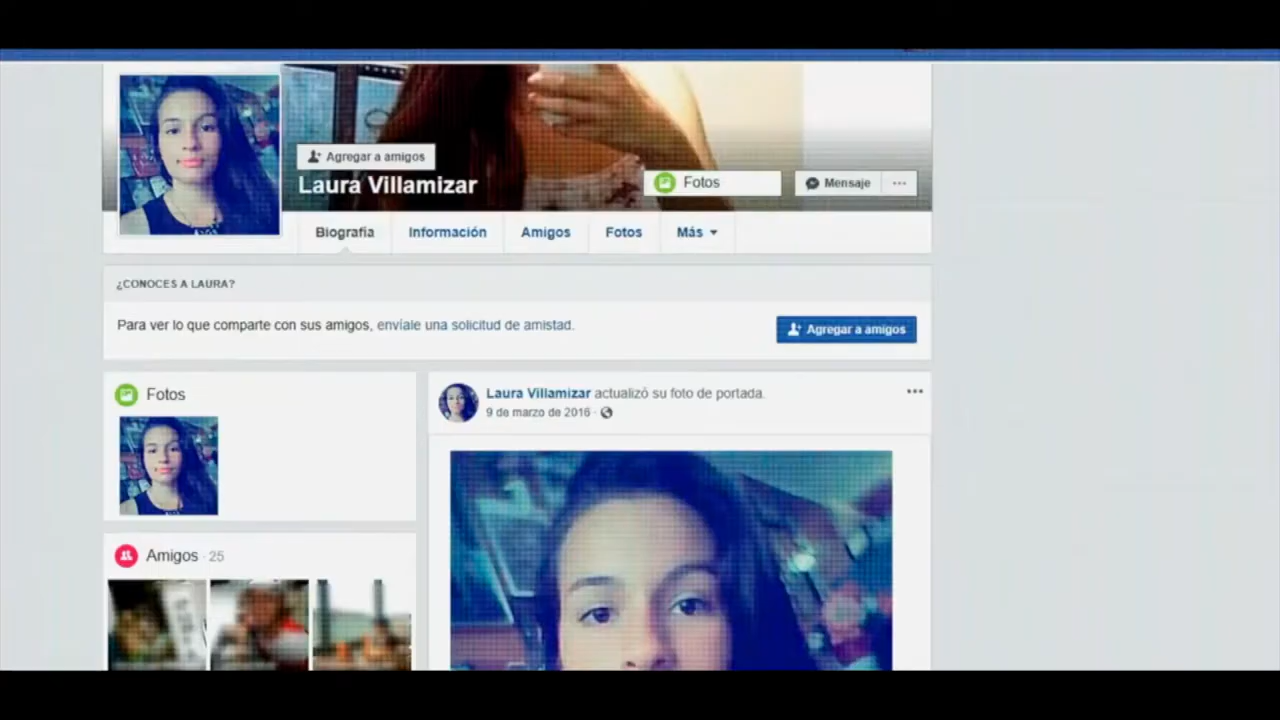 Agregar a amigos
Laura Villamizar
Fotos
Mensaje
Biografía
Información
Amigos
Fotos
Más
¿CONOCES A LAURA?
Para ver lo que comparte con sus amigos, envíale una solicitud de amistad.
Agregar a amigos
Fotos
Laura Villamizar actualizó su foto de portada.
9 de marzo de 2016 ·
Amigos · 25